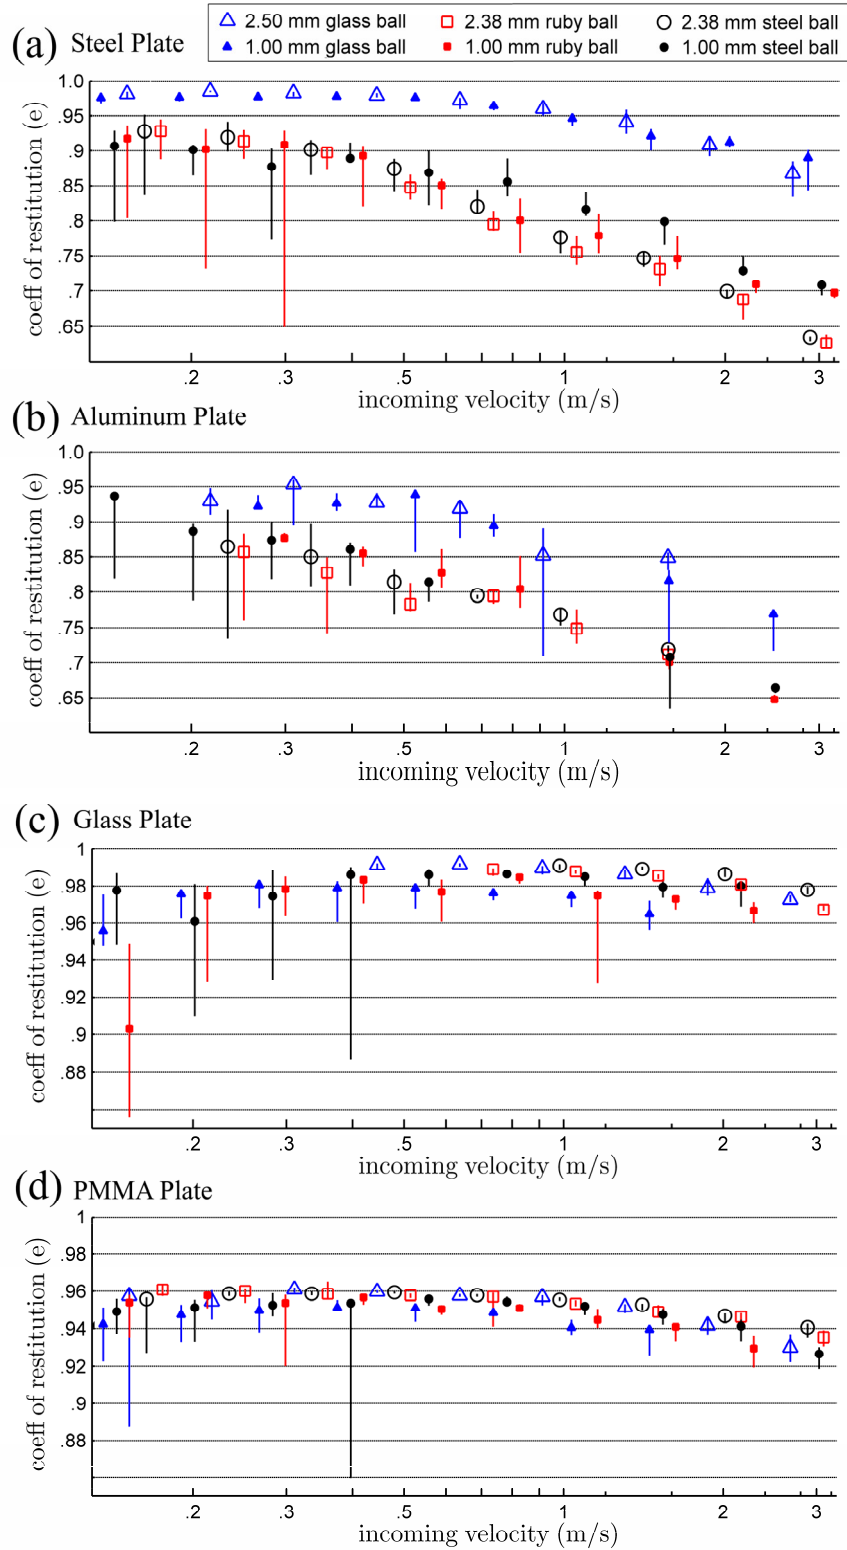 (a) Steel Plate
2.50 mm glass ball 2.38 mm ruby ball 2.38 mm steel ball
1.00 mm glass ball 1.00 mm ruby ball 1.00 mm steel ball
coeff of restitution (e)
1.0
.95
.9
.85
.8
.75
.7
.65
.2 .3 .5 1 2 3
incoming velocity (m/s)
(b) Aluminum Plate
coeff of restitution (e)
1.0
.95
.9
.85
.8
.75
.7
.65
.2 .3 .5 1 2 3
incoming velocity (m/s)
(c) Glass Plate
coeff of restitution (e)
1
.98
.96
.94
.92
.9
.88
.2 .3 .5 1 2 3
incoming velocity (m/s)
(d) PMMA Plate
coeff of restitution (e)
1
.98
.96
.94
.92
.9
.88
.2 .3 .5 1 2 3
incoming velocity (m/s)